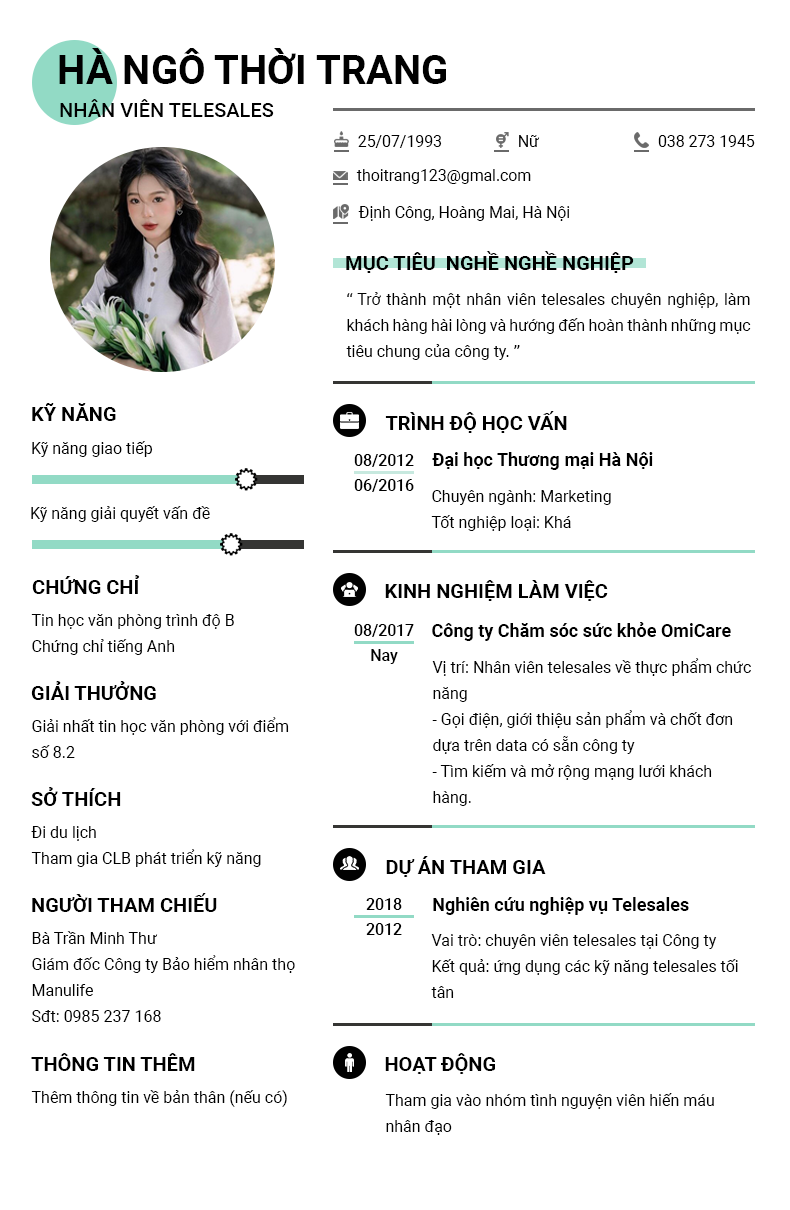 HÀ NGÔ THỜI TRANG
NHÂN VIÊN TELESALES
25/07/1993
Nữ
038 273 1945
thoitrang123@gmal.com
Định Công, Hoàng Mai, Hà Nội
MỤC TIÊU NGHỀ NGHỀ NGHIỆP
“ Trở thành một nhân viên telesales chuyên nghiệp, làm
khách hàng hài lòng và hướng đến hoàn thành những mục
tiêu chung của công ty. ”
KỸ NĂNG
Kỹ năng giao tiếp
Kỹ năng giải quyết vấn đề
CHỨNG CHỈ
Tin học văn phòng trình độ B
Chứng chỉ tiếng Anh
GIẢI THƯỞNG
Giải nhất tin học văn phòng với điểm
số 8.2
SỞ THÍCH
Đi du lịch
Tham gia CLB phát triển kỹ năng
NGƯỜI THAM CHIẾU
Bà Trần Minh Thư
Giám đốc Công ty Bảo hiểm nhân thọ
Manulife
Sđt: 0985 237 168
THÔNG TIN THÊM
Thêm thông tin về bản thân (nếu có)
TRÌNH ĐỘ HỌC VẤN
08/2012
06/2016
Đại học Thương mại Hà Nội
Chuyên ngành: Marketing
Tốt nghiệp loại: Khá
KINH NGHIỆM LÀM VIỆC
08/2017
Nay
Công ty Chăm sóc sức khỏe OmiCare
Vị trí: Nhân viên telesales về thực phẩm chức
năng
- Gọi điện, giới thiệu sản phẩm và chốt đơn
dựa trên data có sẵn công ty
- Tìm kiếm và mở rộng mạng lưới khách
hàng.
DỰ ÁN THAM GIA
2018
2012
Nghiên cứu nghiệp vụ Telesales
Vai trò: chuyên viên telesales tại Công ty
Kết quả: ứng dụng các kỹ năng telesales tối
tân
HOẠT ĐỘNG
Tham gia vào nhóm tình nguyện viên hiến máu
nhân đạo